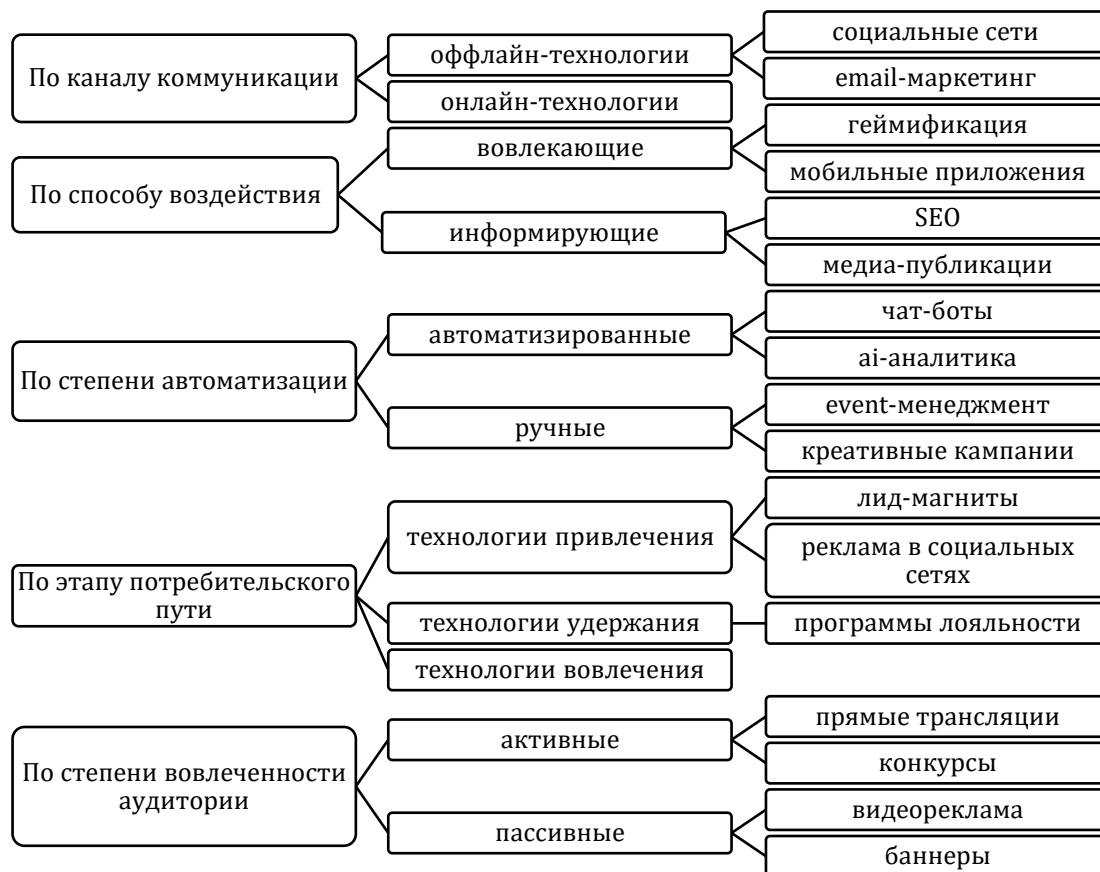 По каналу коммуникации
оффлайн-технологии
социальные сети
email-маркетинг
онлайн-технологии
По способу воздействия
вовлекающие
геймификация
мобильные приложения
информирующие
SEO
медиа-публикации
По степени автоматизации
автоматизированные
чат-боты
ai-аналитика
ручные
event-менеджмент
креативные кампании
По этапу потребительского
пути
технологии привлечения
лид-магниты
реклама в социальных
сетях
технологии удержания
программы лояльности
технологии вовлечения
По степени вовлеченности
аудитории
активные
прямые трансляции
конкурсы
пассивные
видеореклама
баннеры